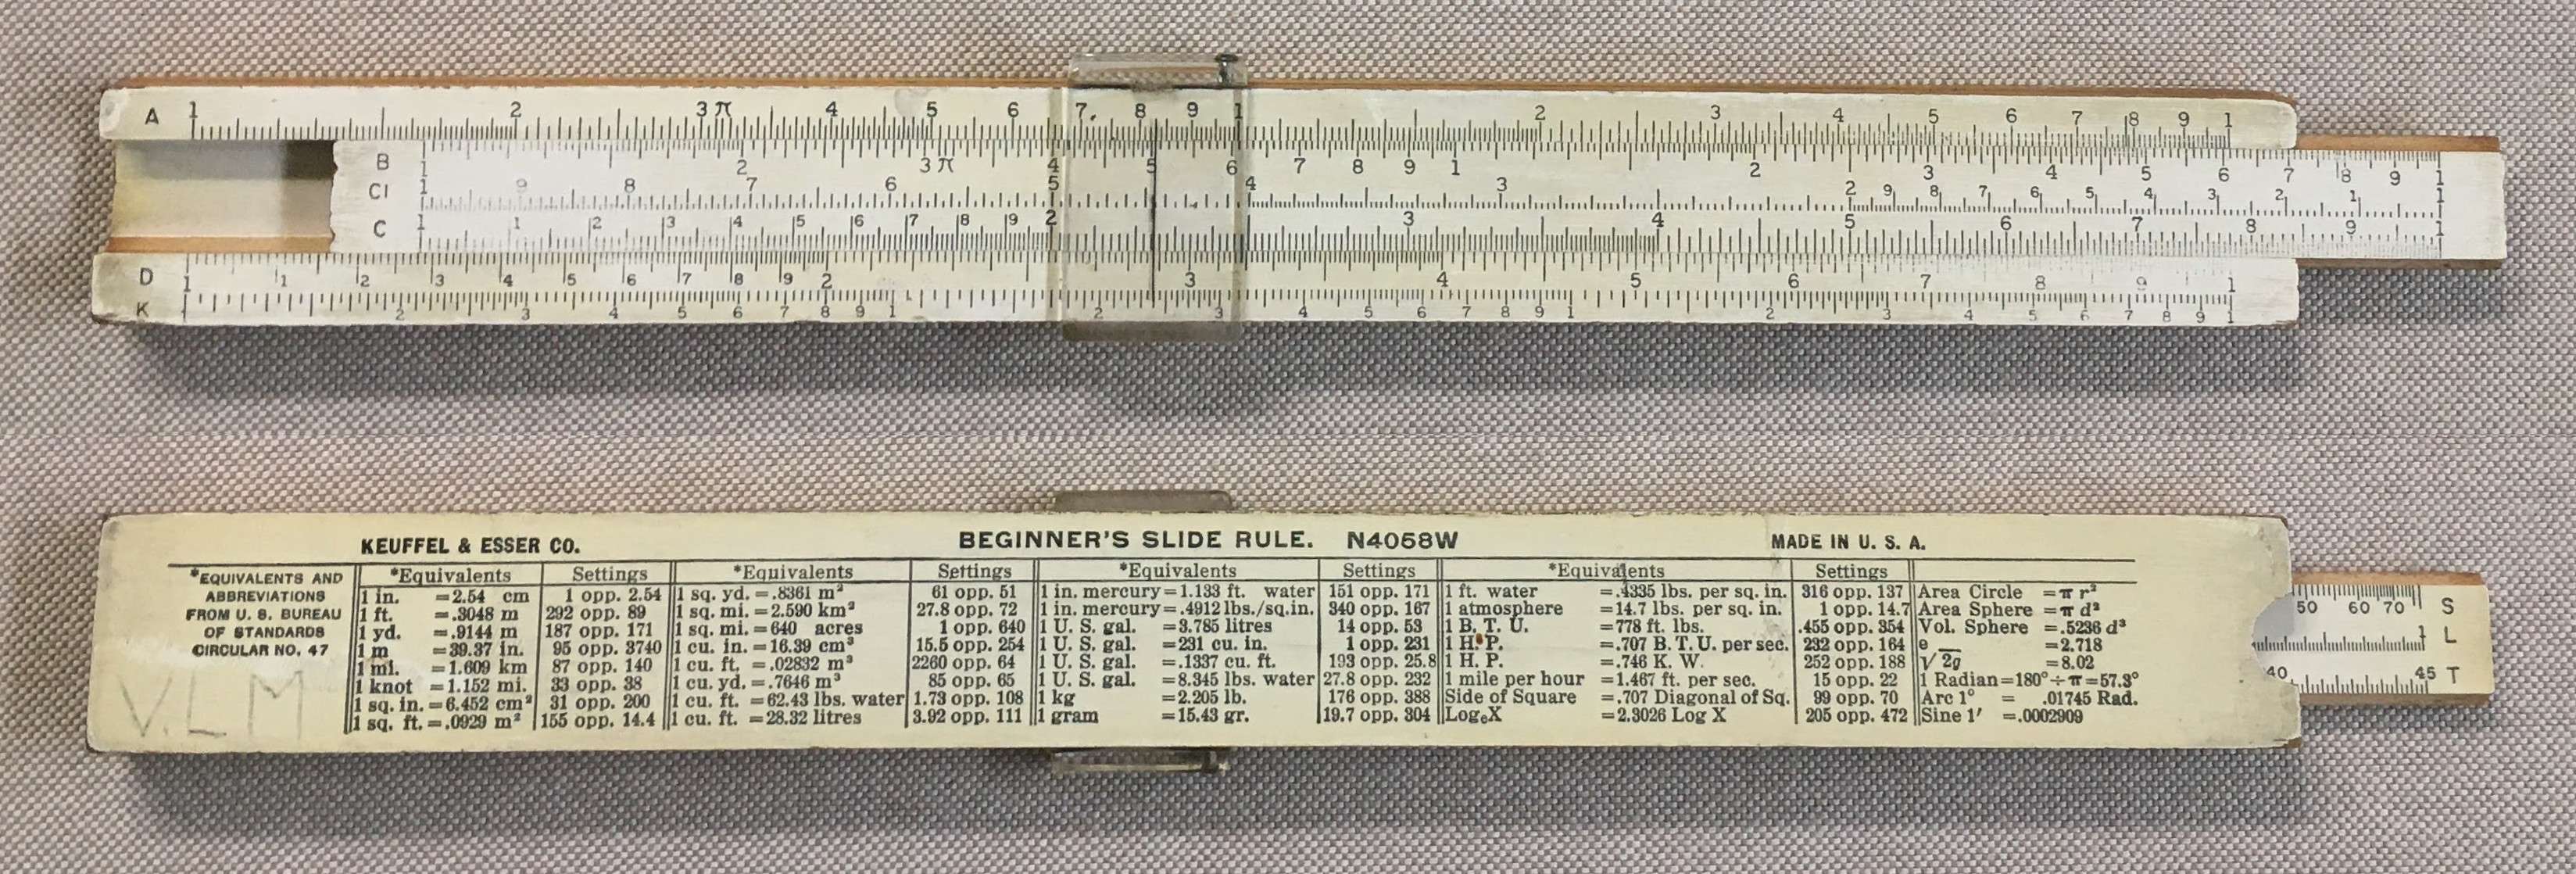 A 1 2 3 π 4 5 6 7 8 9 1 2 3 4 5 6 7 8 9 1
B 1 2 3 π 4 5 6 7 8 9 1 2 3 4 5 6 7 8 9 1
CI 1 9 8 7 6 5 4 3 2 9 8 7 6 5 4 3 2 1 1
C 1 1 2 3 4 5 6 7 8 9 2 3 4 5 6 7 8 9 1
D 1 1 2 3 4 5 6 7 8 9 2 3 4 5 6 7 8 9 1
K 2 3 4 5 6 7 8 9 1 2 3 4 5 6 7 8 9 1 2 3 4 5 6 7 8 9 1
KEUFFEL & ESSER CO. BEGINNER'S SLIDE RULE. N4058W MADE IN U. S. A.
*EQUIVALENTS AND *Equivalents Settings *Equivalents Settings *Equivalents Settings *Equivalents Settings
ABBREVIATIONS 1 in. =2.54 cm 1 opp. 2.54 1 sq. yd. =.8361 m² 61 opp. 51 1 in. mercury=1.133 ft. water 151 opp. 171 1 ft. water =.4335 lbs. per sq. in. 316 opp. 137 Area Circle =π r²
FROM U. S. BUREAU 1 ft. =.3048 m 292 opp. 89 1 sq. mi. =2.590 km² 27.8 opp. 72 1 in. mercury=.4912 lbs./sq.in. 340 opp. 167 1 atmosphere =14.7 lbs. per sq. in. 1 opp. 14.7 Area Sphere =π d²
OF STANDARDS 1 yd. =.9144 m 187 opp. 171 1 sq. mi. =640 acres 1 opp. 640 1 U. S. gal. =3.785 litres 14 opp. 53 1 B. T. U. =778 ft. lbs. .455 opp. 354 Vol. Sphere =.5236 d³
CIRCULAR NO. 47 1 m =39.37 in. 95 opp. 3740 1 cu. in. =16.39 cm³ 15.5 opp. 254 1 U. S. gal. =231 cu. in. 1 opp. 231 1 H.P. =.707 B. T. U. per sec. 232 opp. 164 e =2.718
1 mi. =1.609 km 87 opp. 140 1 cu. ft. =.02832 m³ 2260 opp. 64 1 U. S. gal. =.1337 cu. ft. 193 opp. 25.8 1 H. P. =.746 K. W. 252 opp. 188 √2g =8.02
1 knot =1.152 mi. 33 opp. 38 1 cu. yd. =.7646 m³ 85 opp. 65 1 U. S. gal. =8.345 lbs. water 27.8 opp. 232 1 mile per hour =1.467 ft. per sec. 15 opp. 22 1 Radian=180°÷π=57.3°
1 sq. in. =6.452 cm² 31 opp. 200 1 cu. ft. =62.43 lbs. water 1.73 opp. 108 1 kg =2.205 lb. 176 opp. 388 Side of Square =.707 Diagonal of Sq. 99 opp. 70 Arc 1° = .01745 Rad.
1 sq. ft. =.0929 m² 155 opp. 14.4 1 cu. ft. =28.32 litres 3.92 opp. 111 1 gram =15.43 gr. 19.7 opp. 304 LogₑX =2.3026 Log X 205 opp. 472 Sine 1′ =.0002909
V.L M
50 60 70 S
1 L
40 45 T